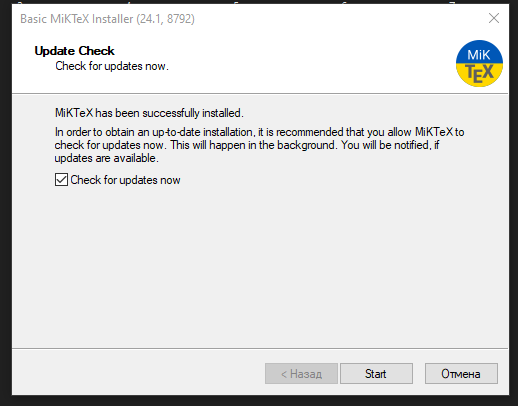 Basic MiKTeX Installer (24.1, 8792)
Update Check
Check for updates now.
MiK
TEX
MiKTeX has been successfully installed.
In order to obtain an up-to-date installation, it is recommended that you allow MiKTeX to
check for updates now. This will happen in the background. You will be notified, if
updates are available.
Check for updates now
< Назад
Start
Отмена